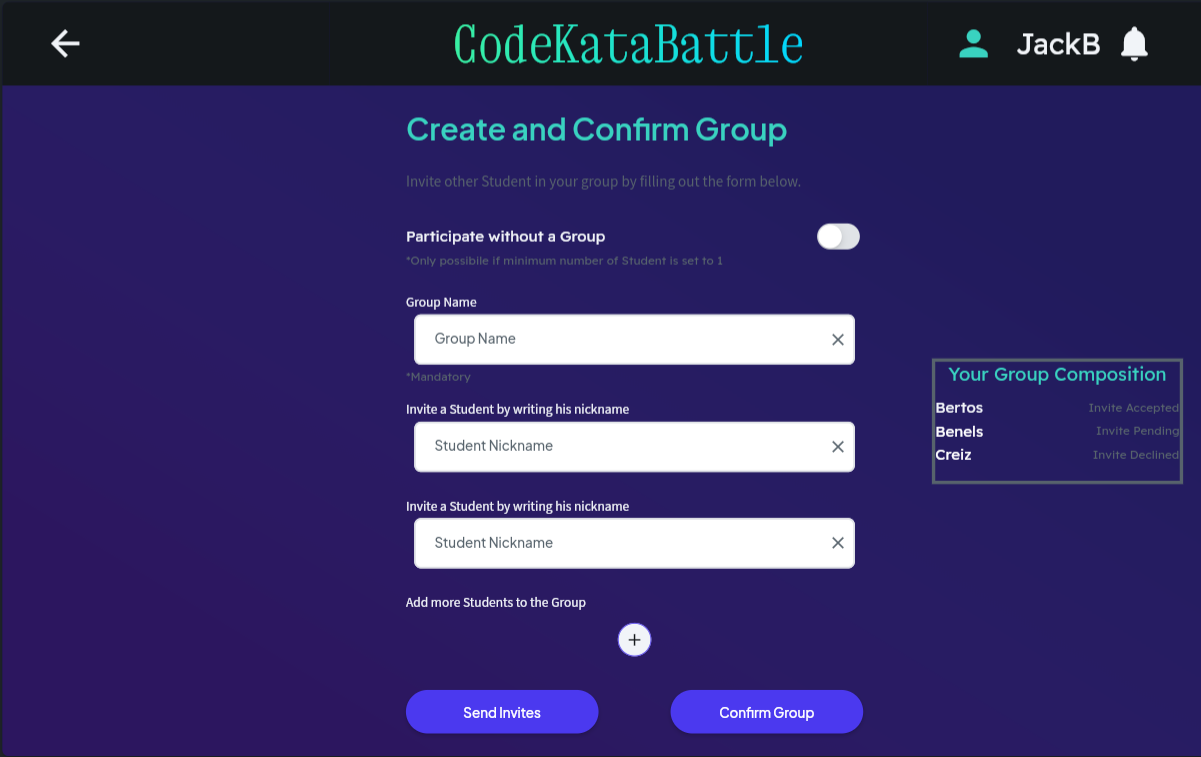 CodeKataBattle
JackB
Create and Confirm Group
Invite other Student in your group by filling out the form below.
Participate without a Group
*Only possibile if minimum number of Student is set to 1
Group Name
Group Name
*Mandatory
Invite a Student by writing his nickname
Student Nickname
Invite a Student by writing his nickname
Student Nickname
Add more Students to the Group
Send Invites
Confirm Group
Your Group Composition
Bertos Invite Accepted
Benels Invite Pending
Creiz Invite Declined